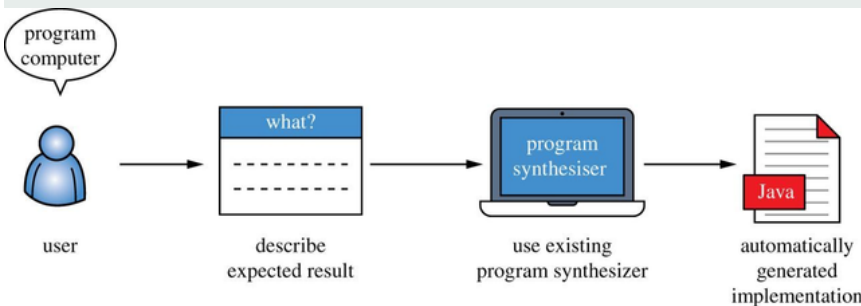 program
computer
what?
program
synthesiser
Java
user
describe
expected result
use existing
program synthesizer
automatically
generated
implementation